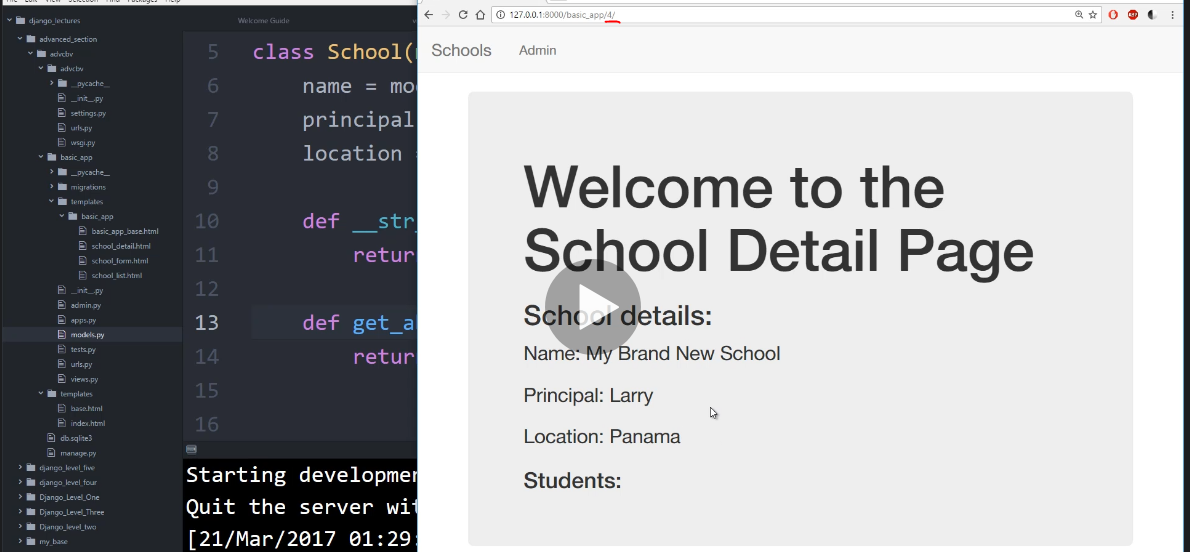 File Edit View Selection Find Packages Help
django_lectures
advanced_section
advcbv
advcbv
__pycache__
__init__.py
settings.py
urls.py
wsgi.py
basic_app
__pycache__
migrations
templates
basic_app
basic_app_base.html
school_detail.html
school_form.html
school_list.html
__init__.py
admin.py
apps.py
models.py
tests.py
urls.py
views.py
templates
base.html
index.html
db.sqlite3
manage.py
django_level_five
django_level_four
Django_Level_One
Django_Level_Three
Django_level_two
my_base
Welcome Guide
5 class School(
6 name = mo
7 principal
8 location =
9
10 def __str_
11 retur
12
13 def get_a
14 retur
15
16
Starting developmen
Quit the server wit
[21/Mar/2017 01:29:
127.0.0.1:8000/basic_app/4/
Schools Admin
Welcome to the
School Detail Page
School details:
Name: My Brand New School
Principal: Larry
Location: Panama
Students: